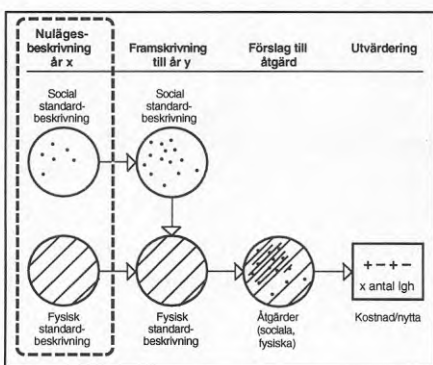 Nuläges-
beskrivning
år x
Framskrivning
till år y
Förslag till
åtgärd
Utvärdering
Social
standard-
beskrivning
Social
standard-
beskrivning
+ – + –
x antal lgh
Fysisk
standard-
beskrivning
Fysisk
standard-
beskrivning
Åtgärder
(sociala,
fysiska)
Kostnad/nytta